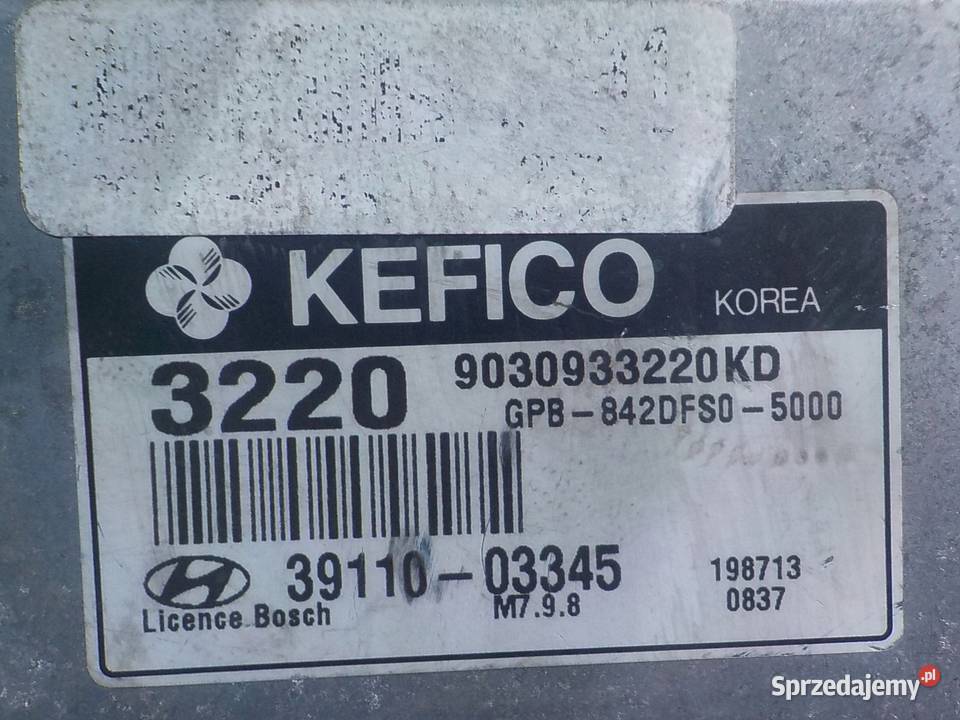 KEFICO KOREA
3220 9030933220KD
GPB-842DFS0-5000
39110-03345 198713
Licence Bosch M7.9.8 0837
Sprzedajemy.pl